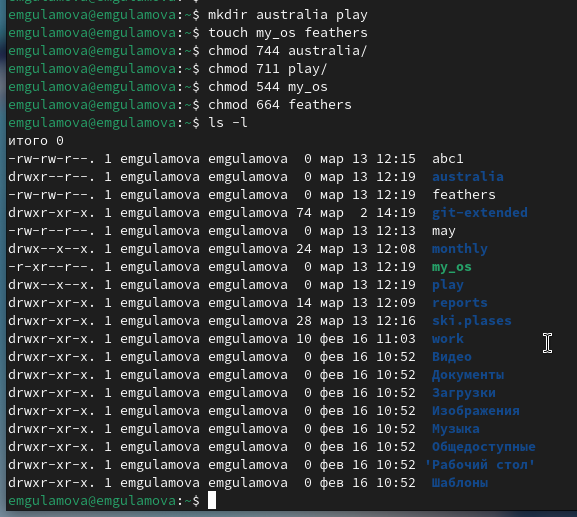 emgulamova@emgulamova:~$ mkdir australia play
emgulamova@emgulamova:~$ touch my_os feathers
emgulamova@emgulamova:~$ chmod 744 australia/
emgulamova@emgulamova:~$ chmod 711 play/
emgulamova@emgulamova:~$ chmod 544 my_os
emgulamova@emgulamova:~$ chmod 664 feathers
emgulamova@emgulamova:~$ ls -l
итого 0
-rw-rw-r--. 1 emgulamova emgulamova  0 мар 13 12:15  abc1
drwxr--r--. 1 emgulamova emgulamova  0 мар 13 12:19  australia
-rw-rw-r--. 1 emgulamova emgulamova  0 мар 13 12:19  feathers
drwxr-xr-x. 1 emgulamova emgulamova 74 мар  2 14:19  git-extended
-rw-r--r--. 1 emgulamova emgulamova  0 мар 13 12:13  may
drwx--x--x. 1 emgulamova emgulamova 24 мар 13 12:08  monthly
-r-xr--r--. 1 emgulamova emgulamova  0 мар 13 12:19  my_os
drwx--x--x. 1 emgulamova emgulamova  0 мар 13 12:19  play
drwxr-xr-x. 1 emgulamova emgulamova 14 мар 13 12:09  reports
drwxr-xr-x. 1 emgulamova emgulamova 28 мар 13 12:16  ski.plases
drwxr-xr-x. 1 emgulamova emgulamova 10 фев 16 11:03  work
drwxr-xr-x. 1 emgulamova emgulamova  0 фев 16 10:52  Видео
drwxr-xr-x. 1 emgulamova emgulamova  0 фев 16 10:52  Документы
drwxr-xr-x. 1 emgulamova emgulamova  0 фев 16 10:52  Загрузки
drwxr-xr-x. 1 emgulamova emgulamova  0 фев 16 10:52  Изображения
drwxr-xr-x. 1 emgulamova emgulamova  0 фев 16 10:52  Музыка
drwxr-xr-x. 1 emgulamova emgulamova  0 фев 16 10:52  Общедоступные
drwxr-xr-x. 1 emgulamova emgulamova  0 фев 16 10:52 'Рабочий стол'
drwxr-xr-x. 1 emgulamova emgulamova  0 фев 16 10:52  Шаблоны
emgulamova@emgulamova:~$